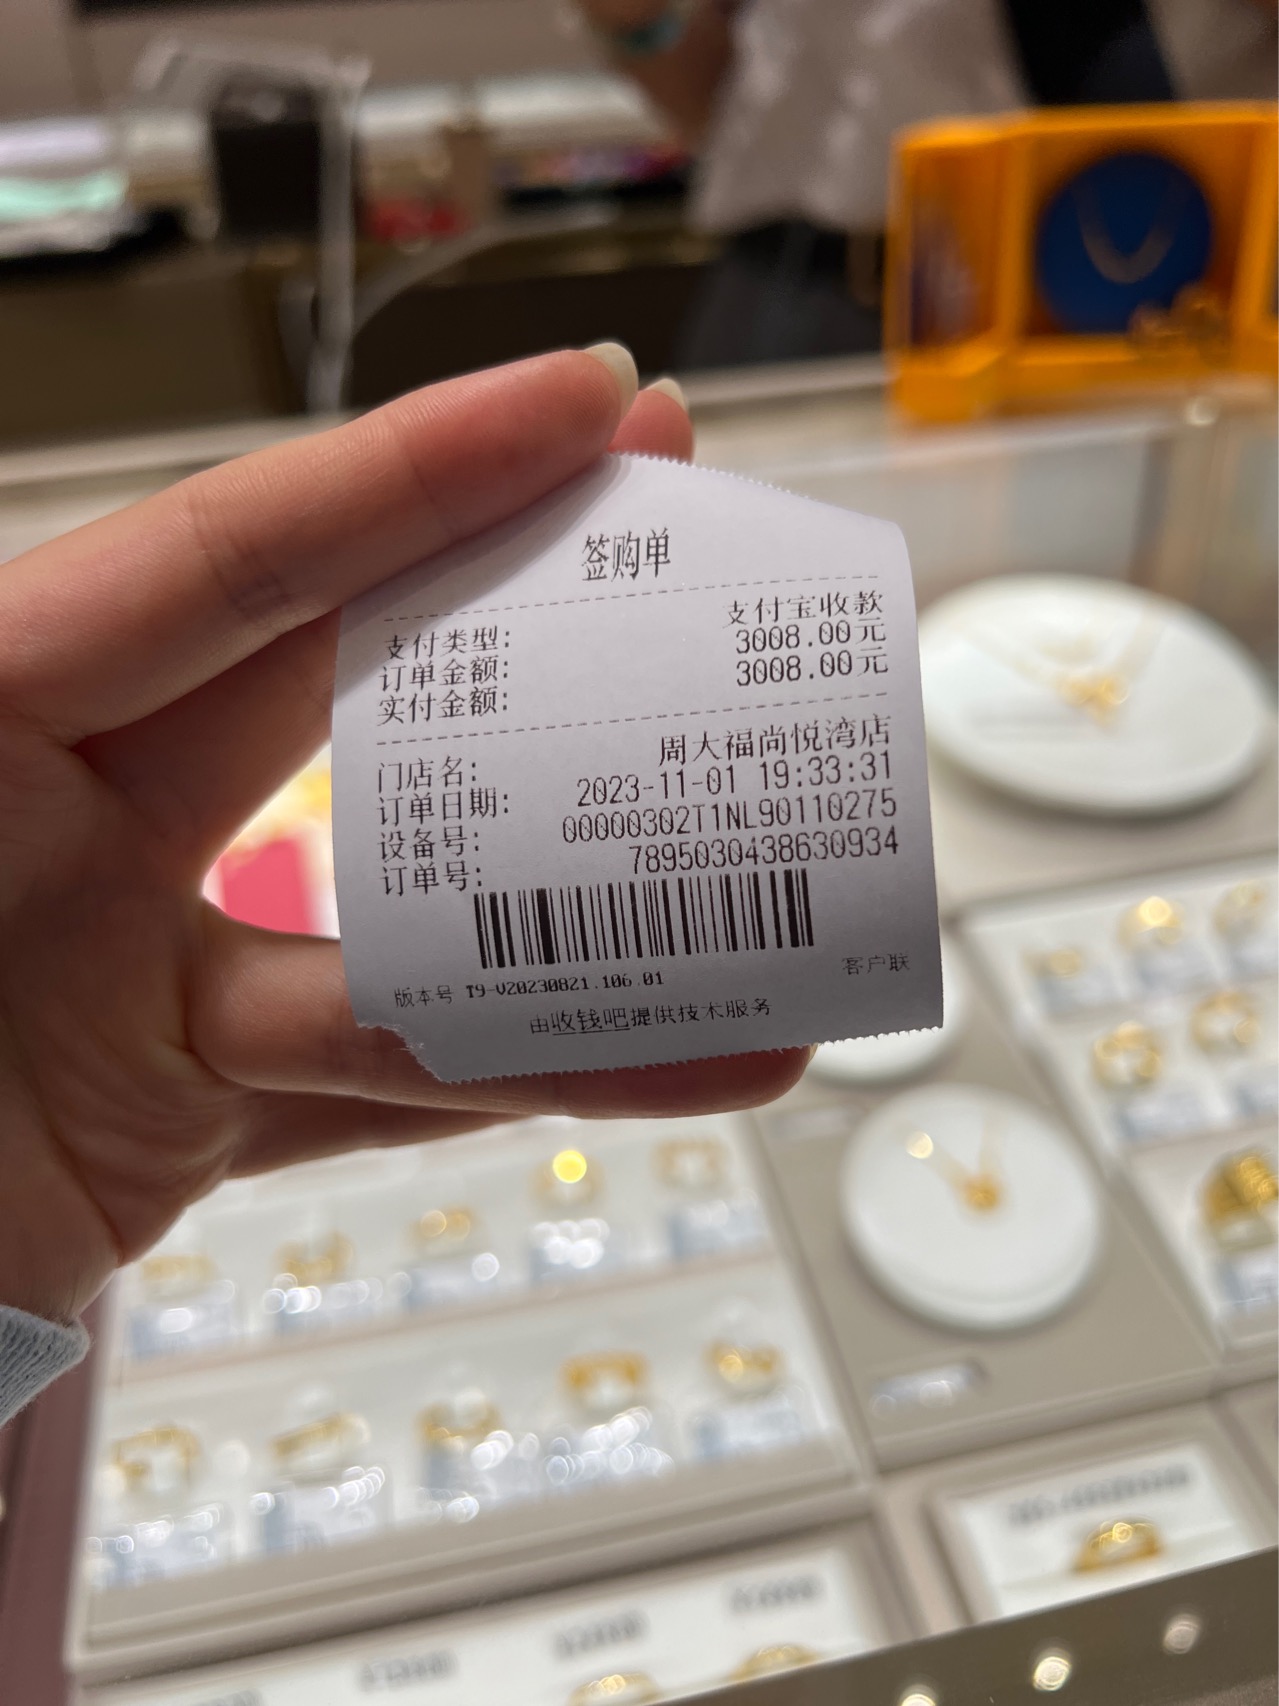 签购单
支付类型: 支付宝收款
订单金额: 3008.00元
实付金额: 3008.00元
门店名: 周大福尚悦湾店
订单日期: 2023-11-01 19:33:31
设备号: 00000302T1NL90110275
订单号: 7895030438630934
版本号 T9-V20230821.106.01 客户联
由收钱吧提供技术服务